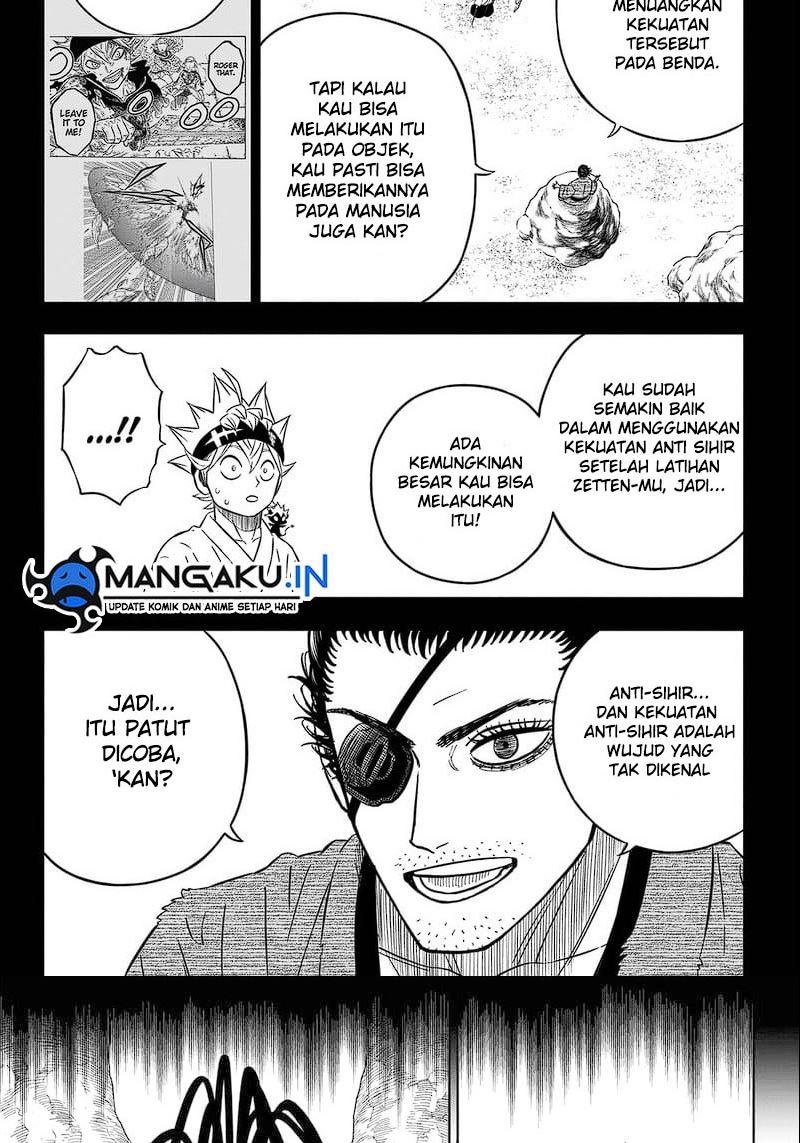 MENUANGKAN
KEKUATAN
TERSEBUT
PADA BENDA.
ROGER
THAT.
LEAVE
IT TO
ME!
TAPI KALAU
KAU BISA
MELAKUKAN ITU
PADA OBJEK,
KAU PASTI BISA
MEMBERIKANNYA
PADA MANUSIA
JUGA KAN?
KAU SUDAH
SEMAKIN BAIK
DALAM MENGGUNAKAN
KEKUATAN ANTI SIHIR
SETELAH LATIHAN
ZETTEN-MU, JADI...
ADA
KEMUNGKINAN
BESAR KAU BISA
MELAKUKAN
ITU!
...!!
MANGAKU.IN
UPDATE KOMIK DAN ANIME SETIAP HARI
ANTI-SIHIR...
DAN KEKUATAN
ANTI-SIHIR ADALAH
WUJUD YANG
TAK DIKENAL
JADI...
ITU PATUT
DICOBA,
'KAN?